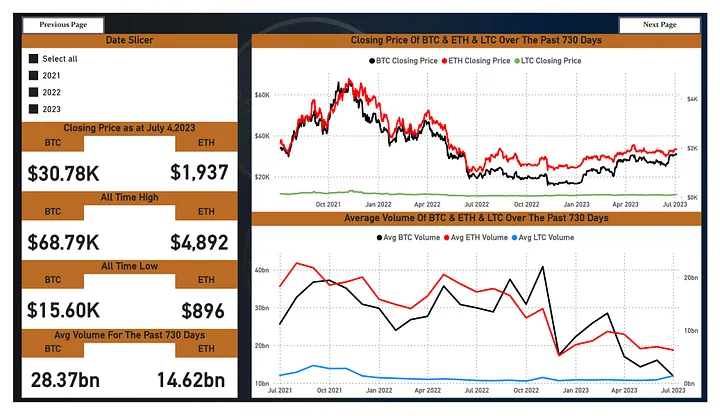 Previous Page
Next Page
Date Slicer
Select all
2021
2022
2023
Closing Price as at July 4,2023
BTC ETH
$30.78K $1,937
All Time High
BTC ETH
$68.79K $4,892
All Time Low
BTC ETH
$15.60K $896
Avg Volume For The Past 730 Days
BTC ETH
28.37bn 14.62bn
Closing Price Of BTC & ETH & LTC Over The Past 730 Days
BTC Closing Price ETH Closing Price LTC Closing Price
$60K
$40K
$20K
$4K
$2K
$0K
Oct 2021 Jan 2022 Apr 2022 Jul 2022 Oct 2022 Jan 2023 Apr 2023 Jul 2023
Average Volume Of BTC & ETH & LTC Over The Past 730 Days
Avg BTC Volume Avg ETH Volume Avg LTC Volume
40bn
30bn
20bn
10bn
20bn
10bn
0bn
Jul 2021 Oct 2021 Jan 2022 Apr 2022 Jul 2022 Oct 2022 Jan 2023 Apr 2023 Jul 2023